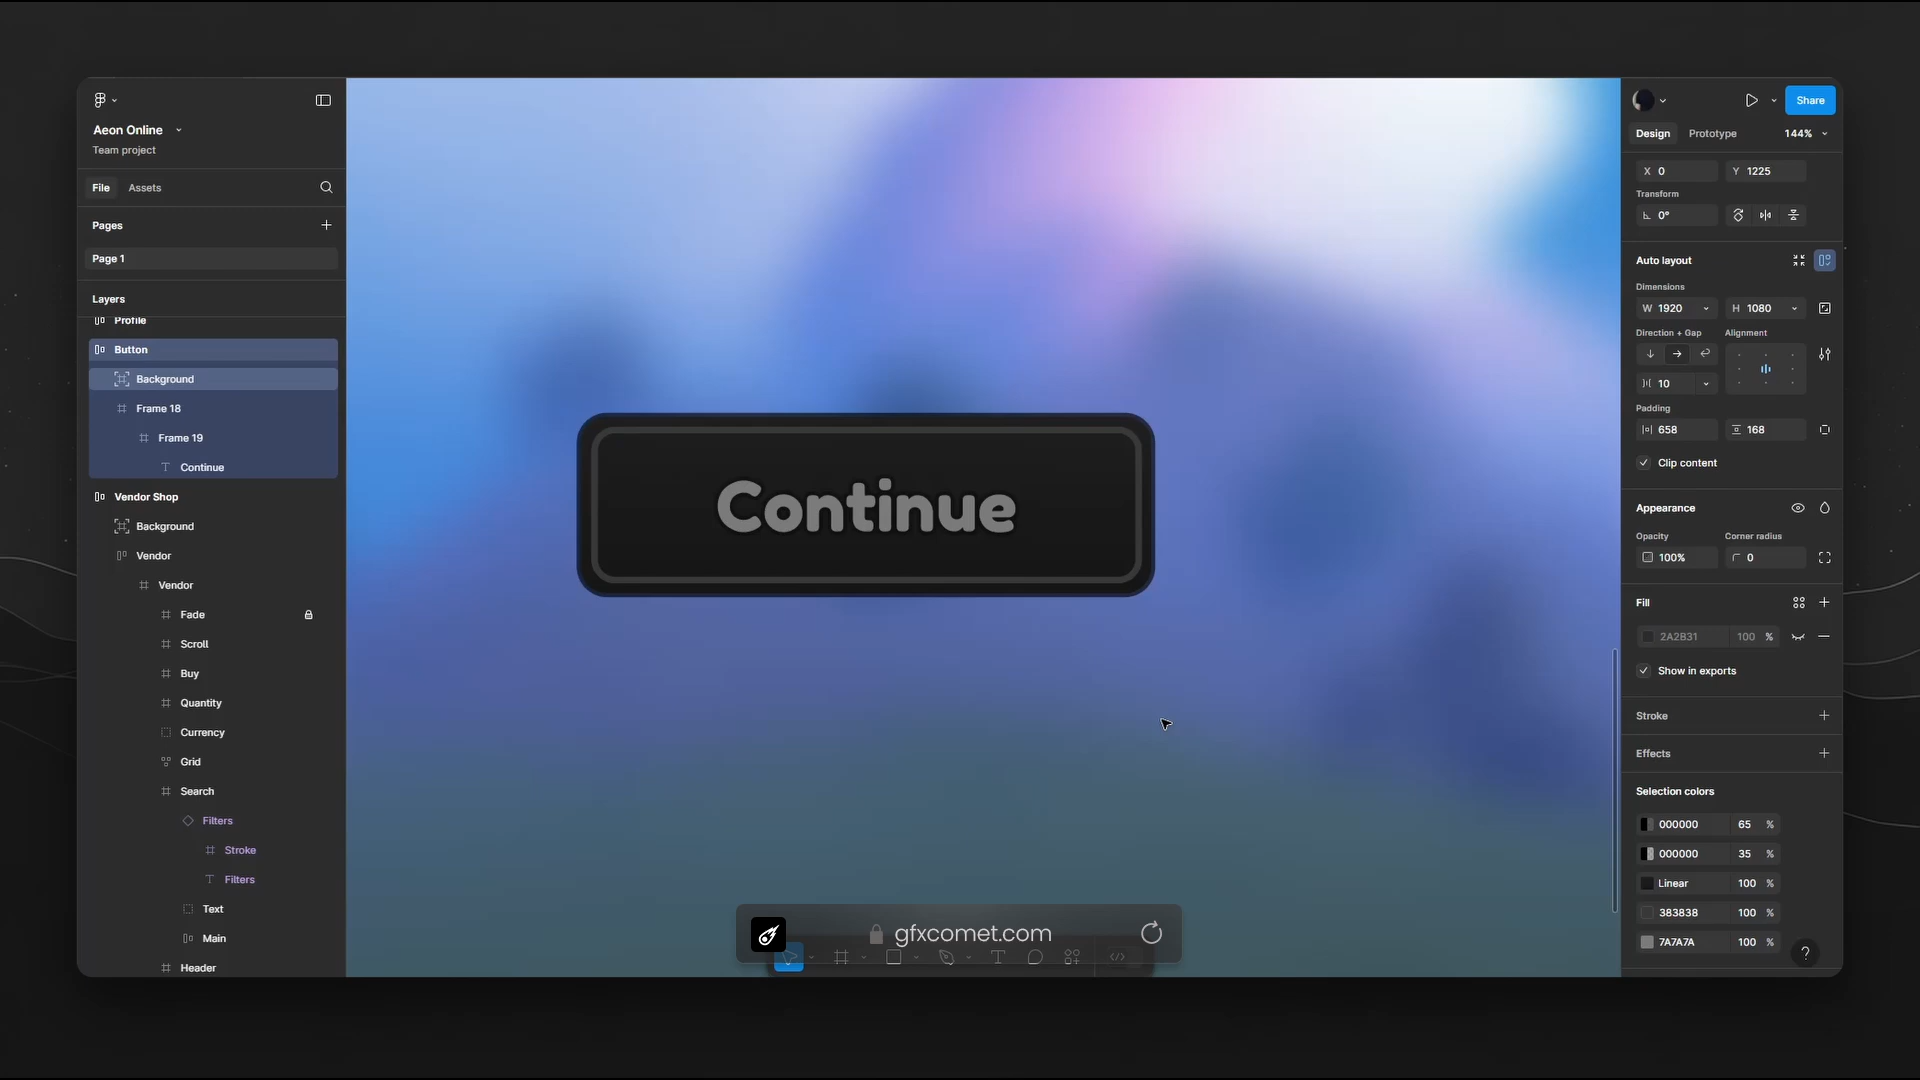 Aeon Online
Team project
File Assets
Pages
Page 1
Layers
Profile
Button
Background
Frame 18
Frame 19
Continue
Vendor Shop
Background
Vendor
Vendor
Fade
Scroll
Buy
Quantity
Currency
Grid
Search
Filters
Stroke
Filters
Text
Main
Header
Continue
gfxcomet.com
Share
Design Prototype 144%
X 0 Y 1225
Transform
0°
Auto layout
Dimensions
W 1920 H 1080
Direction + Gap Alignment
10
Padding
658 168
Clip content
Appearance
Opacity Corner radius
100% 0
Fill
2A2B31 100 %
Show in exports
Stroke
Effects
Selection colors
000000 65 %
000000 35 %
Linear 100 %
383838 100 %
7A7A7A 100 %
?